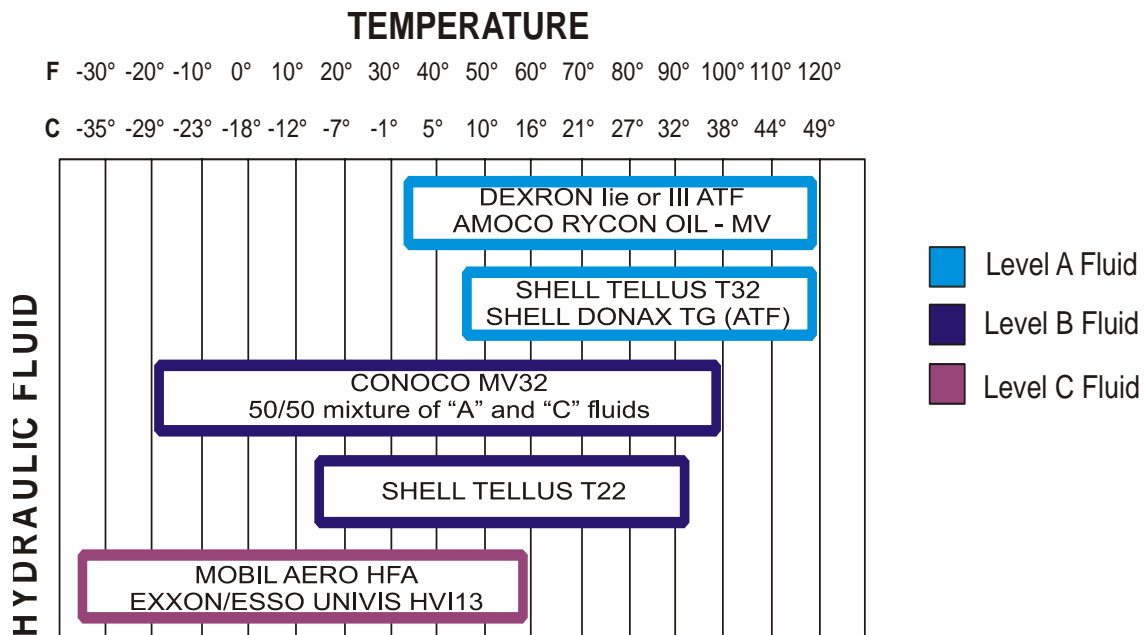 TEMPERATURE
F -30° -20° -10° 0° 10° 20° 30° 40° 50° 60° 70° 80° 90° 100° 110° 120°
C -35° -29° -23° -18° -12° -7° -1° 5° 10° 16° 21° 27° 32° 38° 44° 49°
HYDRAULIC FLUID
DEXRON Iie or III ATF
AMOCO RYCON OIL - MV
SHELL TELLUS T32
SHELL DONAX TG (ATF)
CONOCO MV32
50/50 mixture of “A” and “C” fluids
SHELL TELLUS T22
MOBIL AERO HFA
EXXON/ESSO UNIVIS HVI13
Level A Fluid
Level B Fluid
Level C Fluid